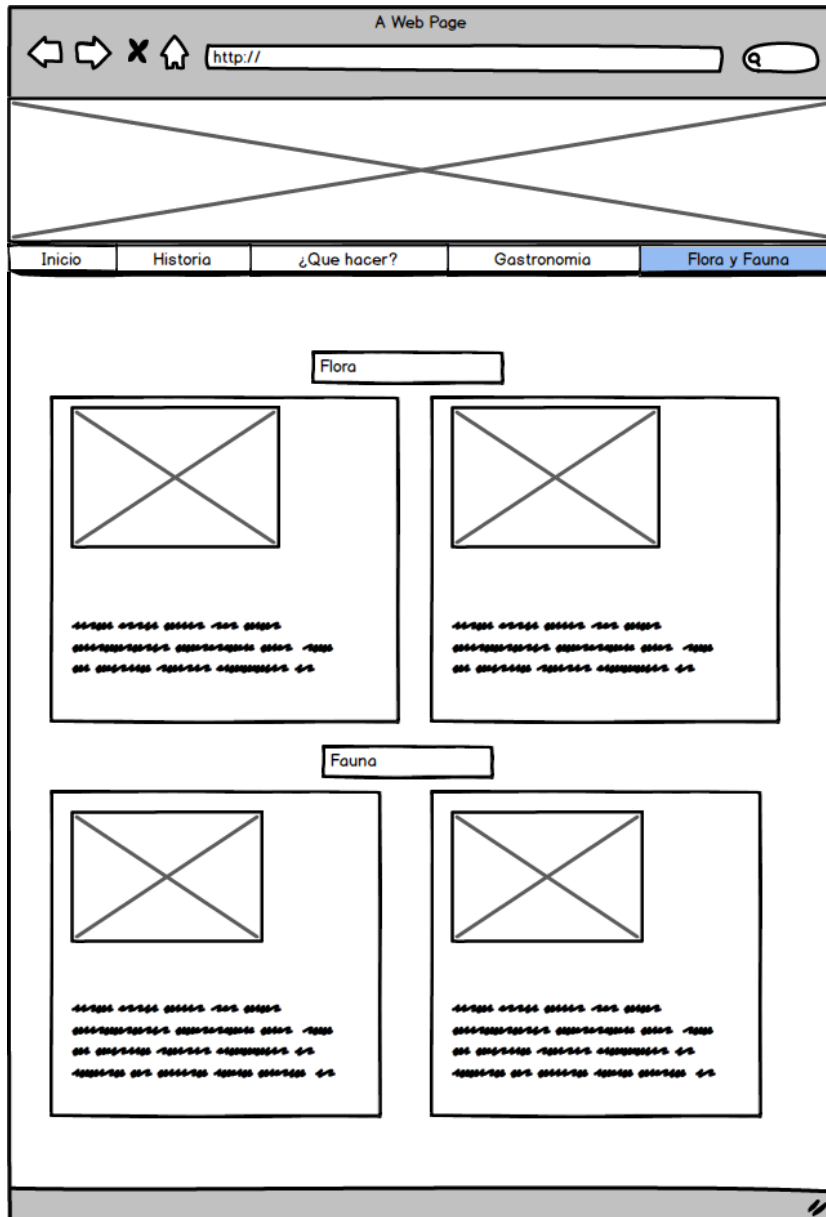 A Web Page
http://
Inicio Historia ¿Que hacer? Gastronomia Flora y Fauna
Flora
Fauna